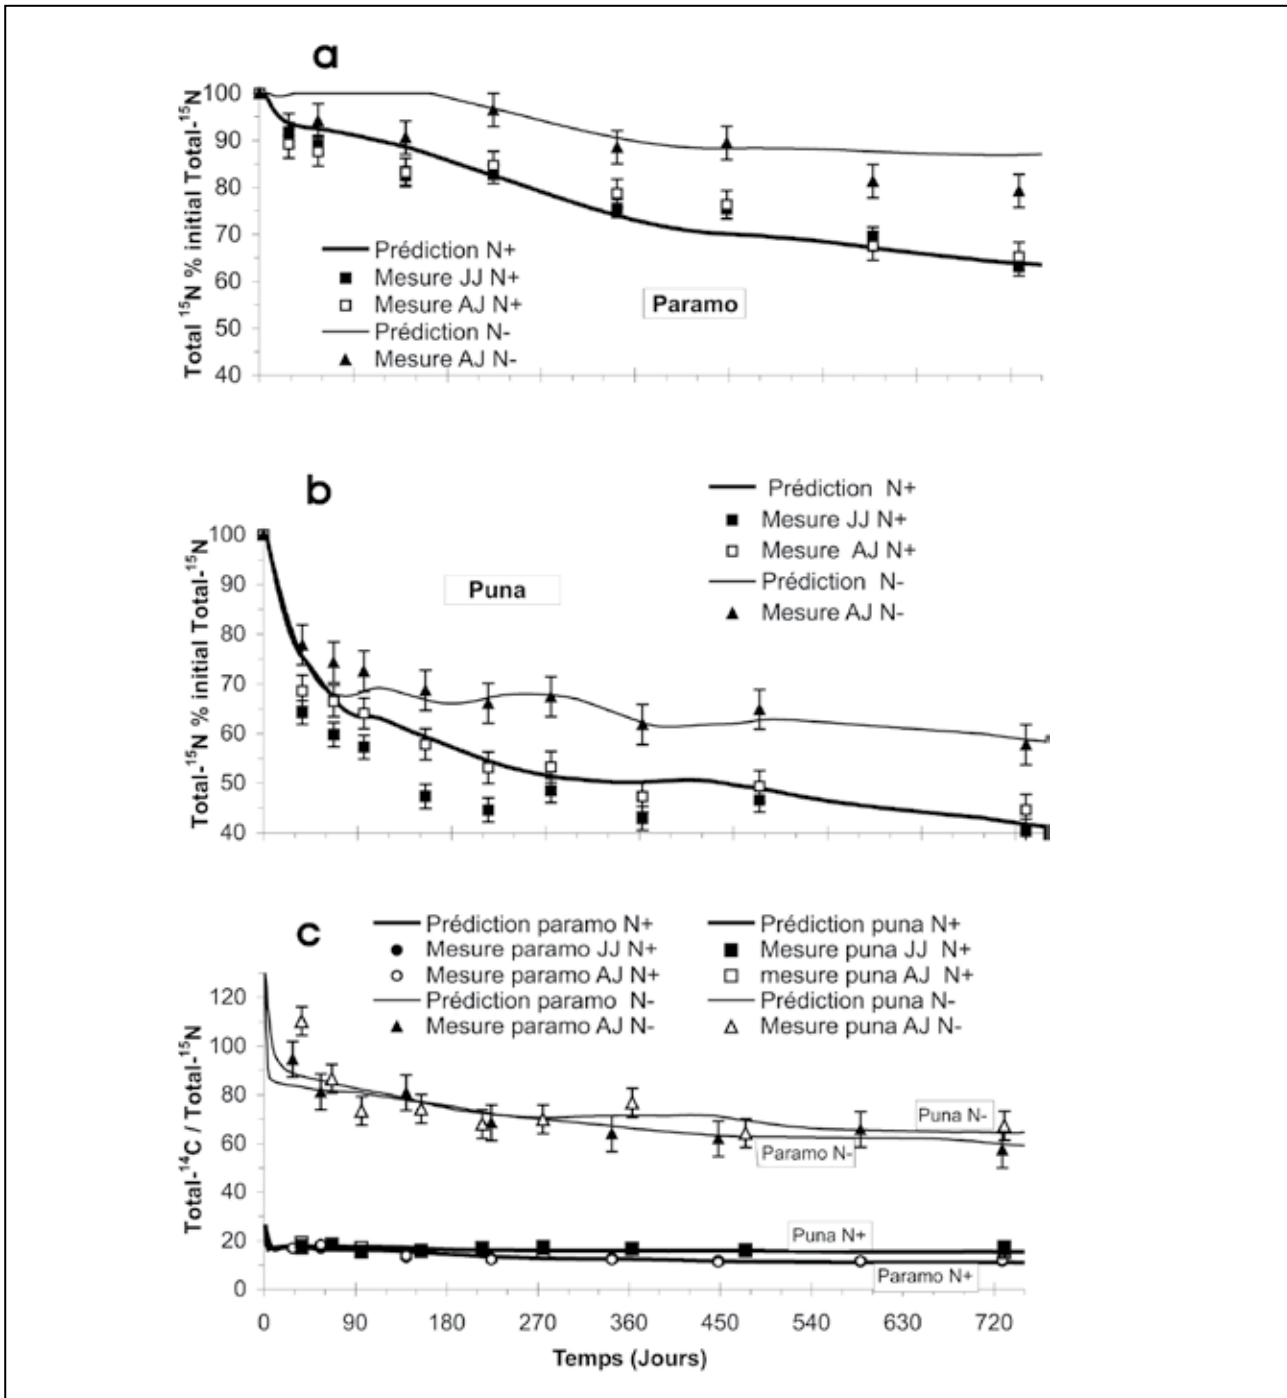 a
Total ¹⁵N % initial Total-¹⁵N
100
90
80
70
60
50
40
Prédiction N+
Mesure JJ N+
Mesure AJ N+
Prédiction N-
Mesure AJ N-
Paramo
b
Total-¹⁵N % initial Total-¹⁵N
100
90
80
70
60
50
40
Puna
Prédiction N+
Mesure JJ N+
Mesure AJ N+
Prédiction N-
Mesure AJ N-
c
Prédiction paramo N+
Mesure paramo JJ N+
Mesure paramo AJ N+
Prédiction paramo N-
Mesure paramo AJ N-
Prédiction puna N+
Mesure puna JJ N+
mesure puna AJ N+
Prédiction puna N-
Mesure puna AJ N-
Total-¹⁴C / Total-¹⁵N
120
100
80
60
40
20
0
Puna N-
Paramo N-
Puna N+
Paramo N+
0 90 180 270 360 450 540 630 720
Temps (Jours)